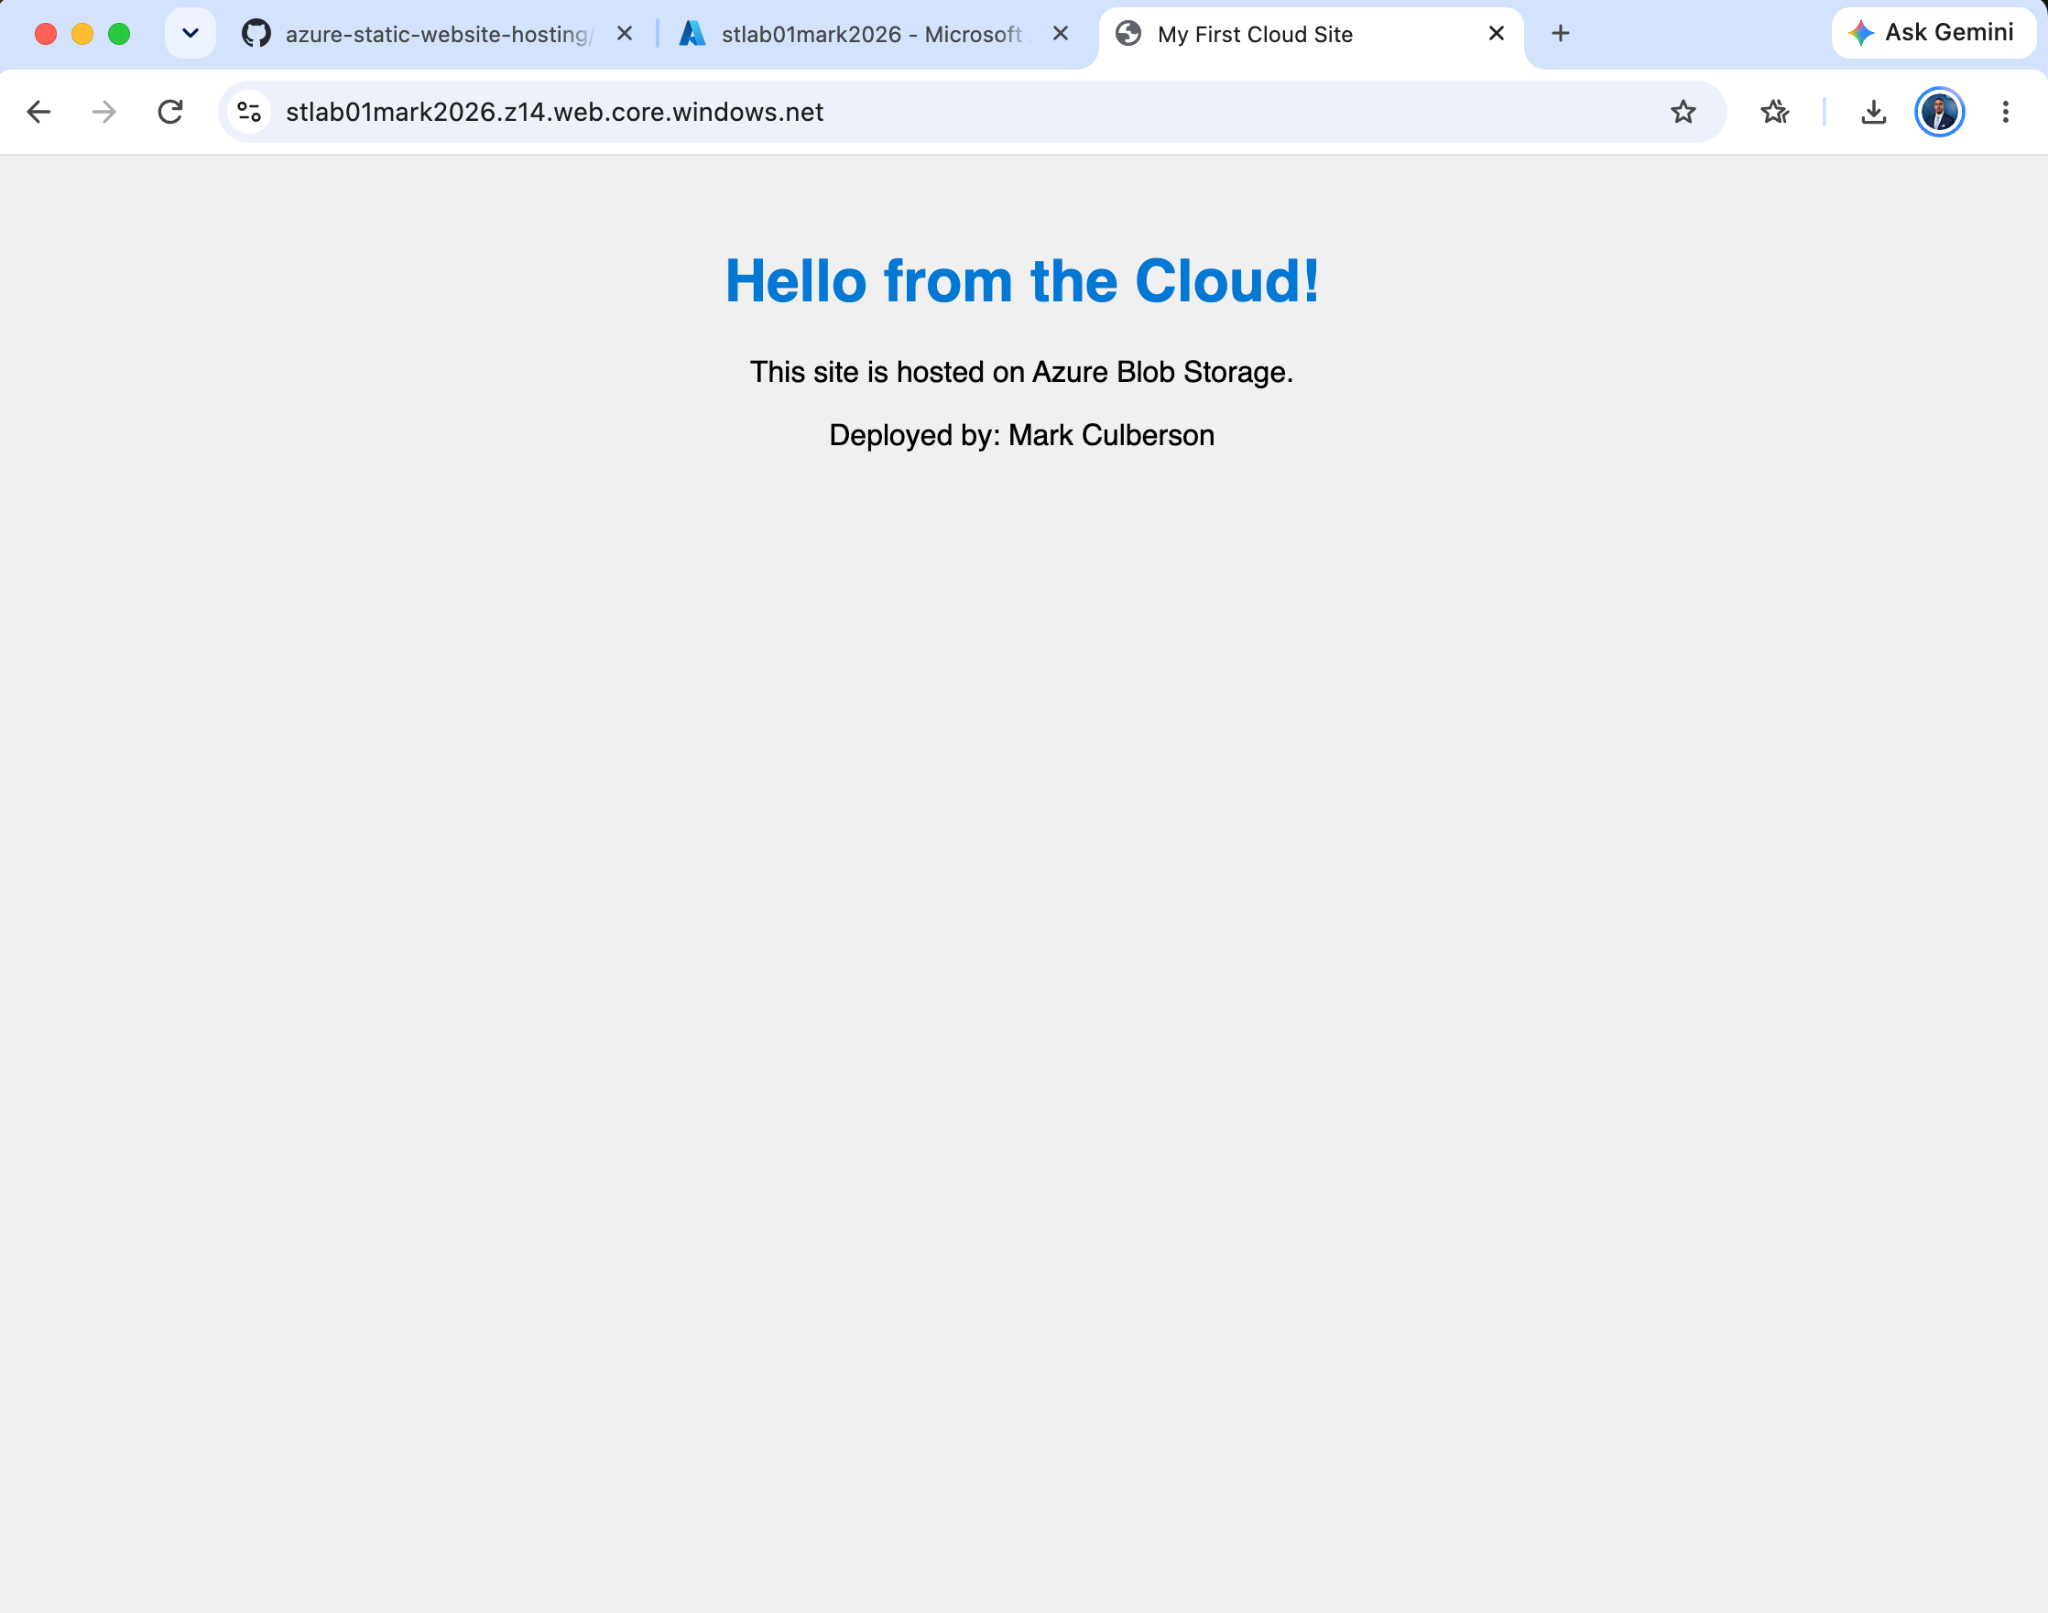 azure-static-website-hosting/
stlab01mark2026 - Microsoft
My First Cloud Site
Ask Gemini
stlab01mark2026.z14.web.core.windows.net
Hello from the Cloud!
This site is hosted on Azure Blob Storage.
Deployed by: Mark Culberson